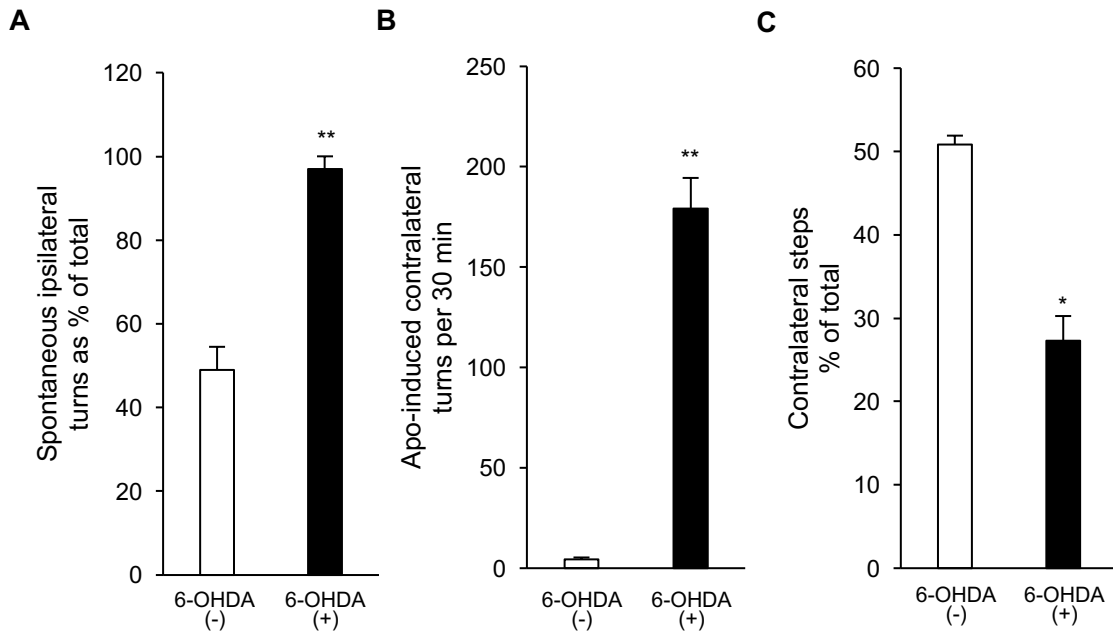 A
Spontaneous ipsilateral
turns as % of total
120
100
80
60
40
20
0
**
6-OHDA
(-)
6-OHDA
(+)
B
Apo-induced contralateral
turns per 30 min
250
200
150
100
50
0
**
6-OHDA
(-)
6-OHDA
(+)
C
Contralateral steps
% of total
60
50
40
30
20
10
0
*
6-OHDA
(-)
6-OHDA
(+)